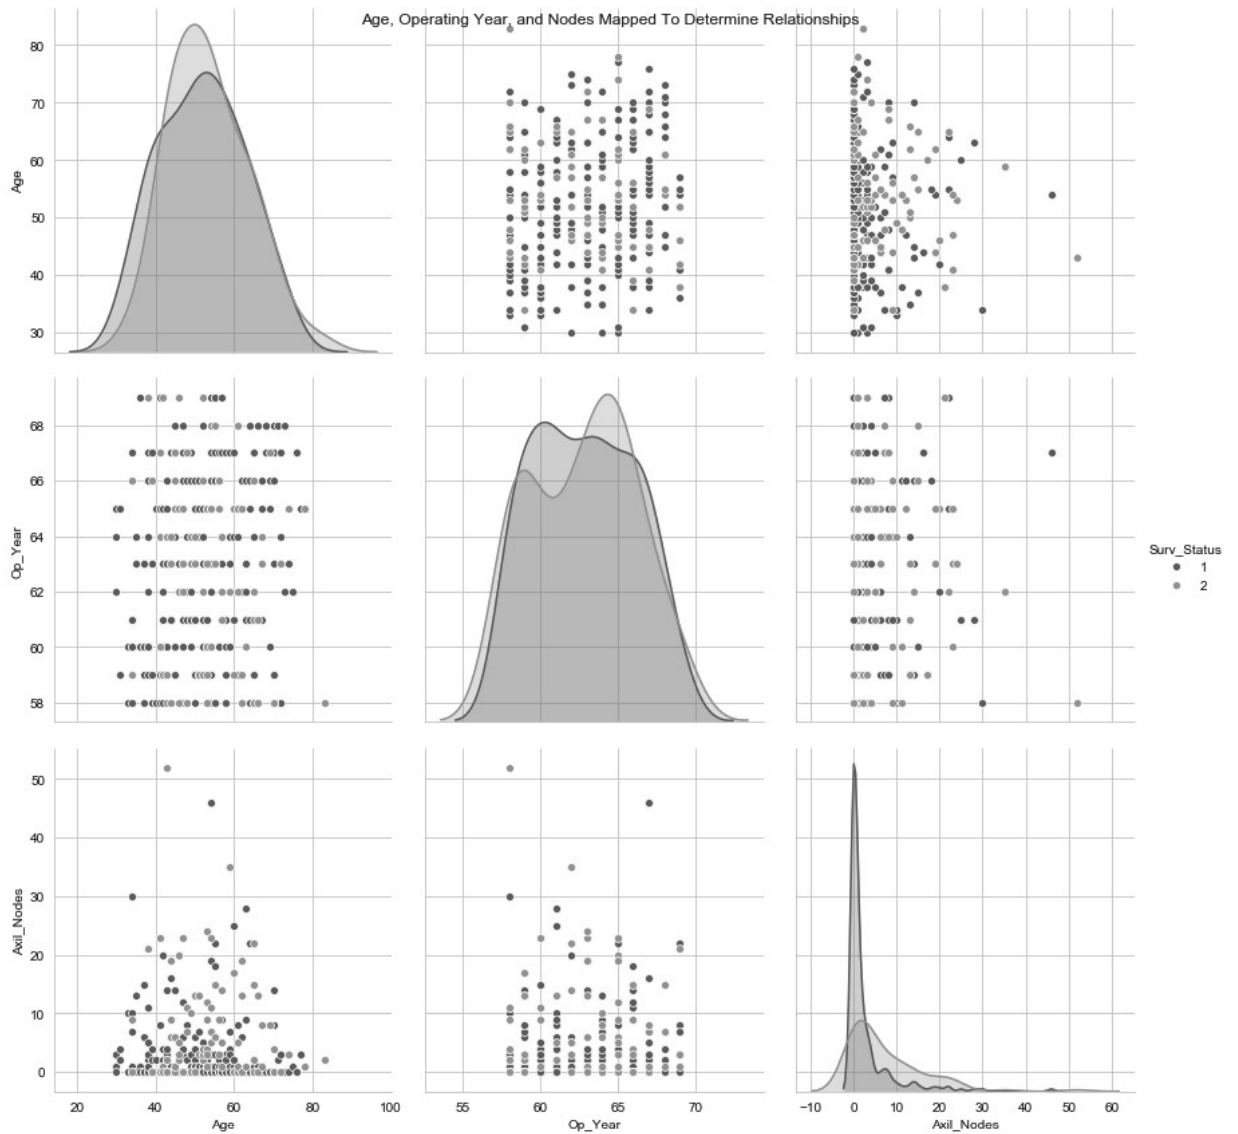 Age, Operating Year, and Nodes Mapped To Determine Relationships
80
70
60
50
40
30
Age
68
66
64
62
60
58
Op_Year
Surv_Status
1
2
50
40
30
20
10
0
Axil_Nodes
20 40 60 80 100
Age
55 60 65 70
Op_Year
−10 0 10 20 30 40 50 60
Axil_Nodes